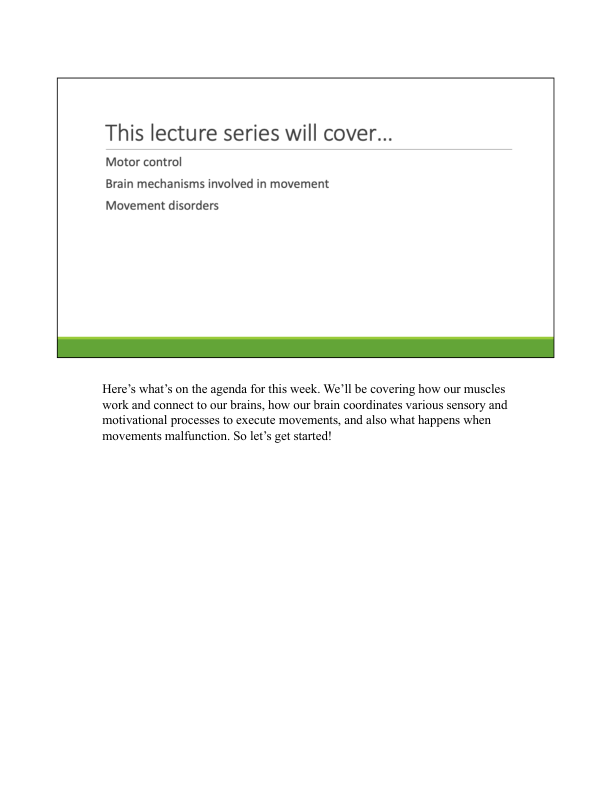 This lecture series will cover…
Motor control
Brain mechanisms involved in movement
Movement disorders
Here’s what’s on the agenda for this week. We’ll be covering how our muscles
work and connect to our brains, how our brain coordinates various sensory and
motivational processes to execute movements, and also what happens when
movements malfunction. So let’s get started!